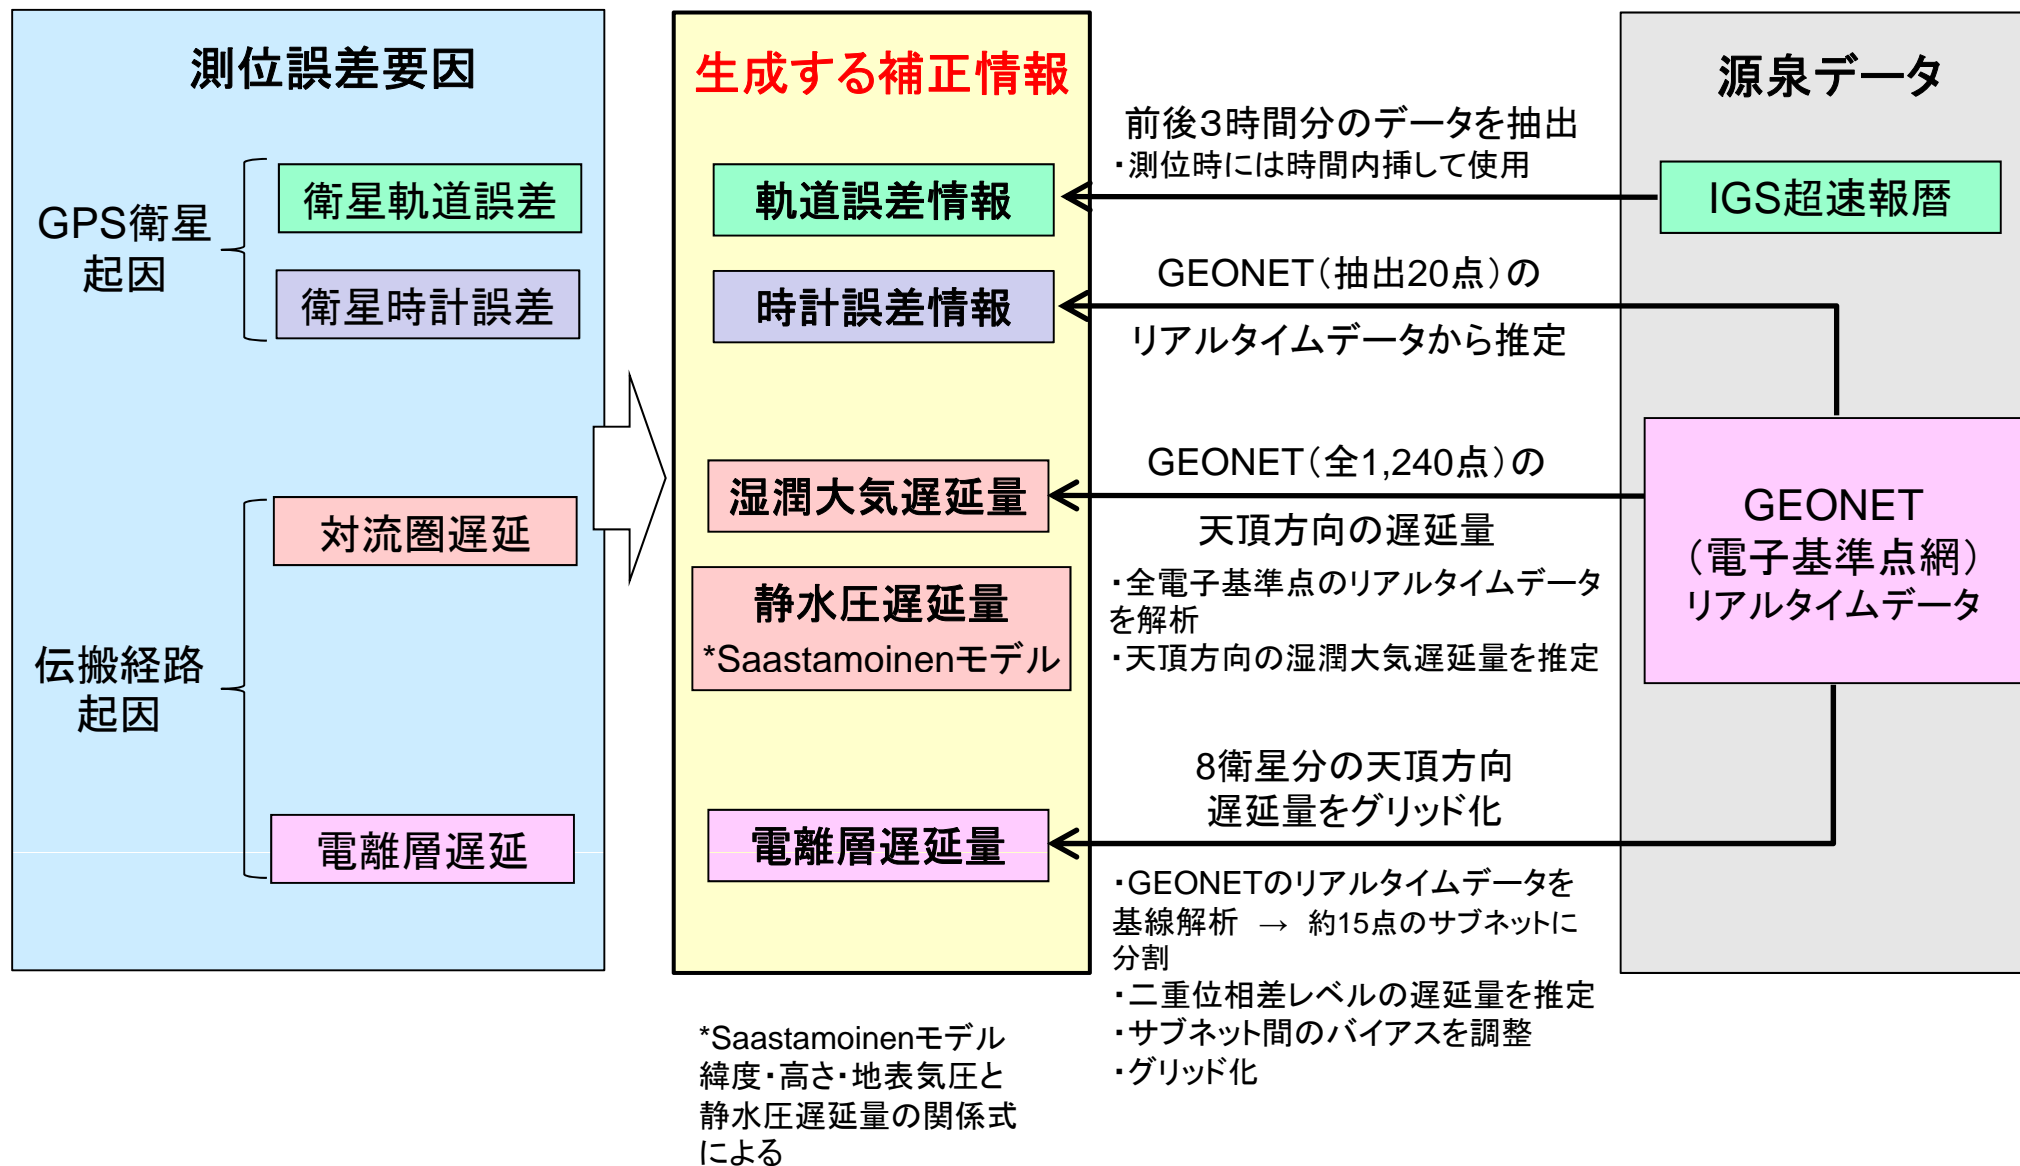 測位誤差要因
GPS衛星
起因
衛星軌道誤差
衛星時計誤差
伝搬経路
起因
対流圏遅延
電離層遅延
生成する補正情報
軌道誤差情報
時計誤差情報
湿潤大気遅延量
静水圧遅延量
*Saastamoinenモデル
電離層遅延量
*Saastamoinenモデル
緯度・高さ・地表気圧と
静水圧遅延量の関係式
による
前後3時間分のデータを抽出
・測位時には時間内挿して使用
GEONET(抽出20点)の
リアルタイムデータから推定
GEONET(全1,240点)の
天頂方向の遅延量
・全電子基準点のリアルタイムデータ
を解析
・天頂方向の湿潤大気遅延量を推定
8衛星分の天頂方向
遅延量をグリッド化
・GEONETのリアルタイムデータを
基線解析 → 約15点のサブネットに
分割
・二重位相差レベルの遅延量を推定
・サブネット間のバイアスを調整
・グリッド化
源泉データ
IGS超速報暦
GEONET
(電子基準点網)
リアルタイムデータ